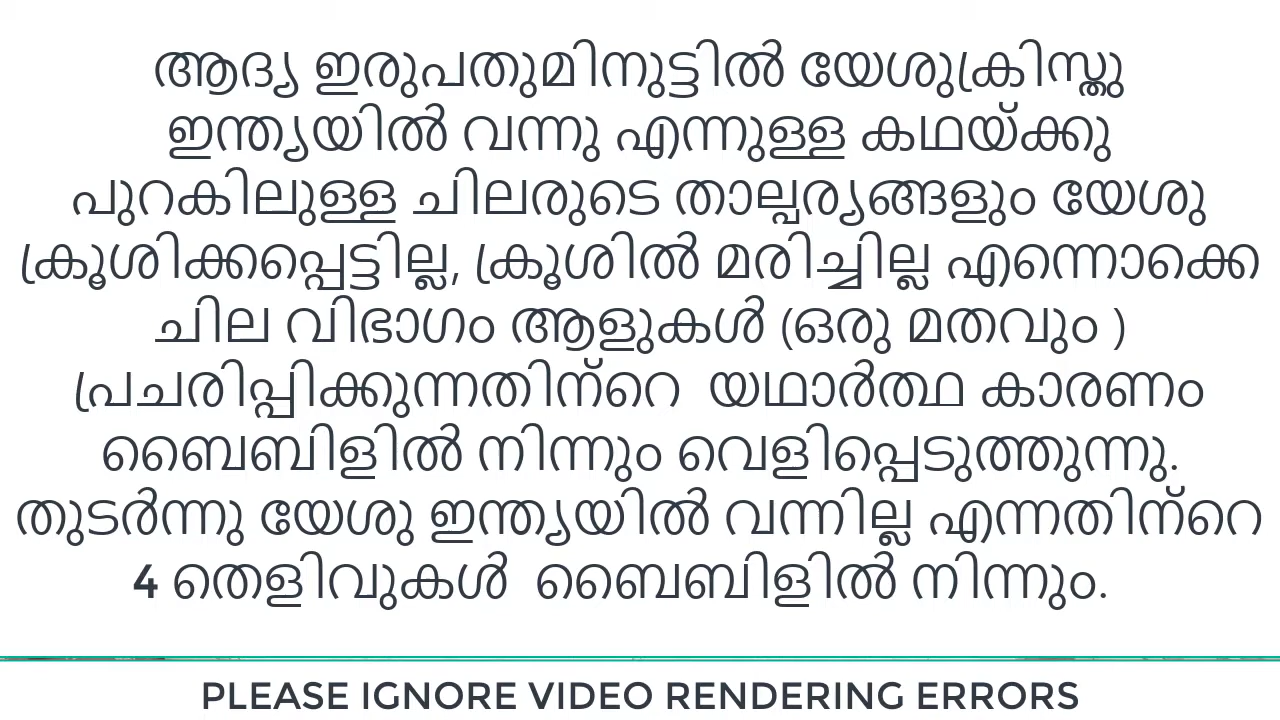 ആദ്യ ഇരുപതുമിനുട്ടിൽ യേശുക്രിസ്തു
ഇന്ത്യയിൽ വന്നു എന്നുള്ള കഥയ്ക്കു
പുറകിലുള്ള ചിലരുടെ താല്പര്യങ്ങളും യേശു
ക്രൂശിക്കപ്പെട്ടില്ല, ക്രൂശിൽ മരിച്ചില്ല എന്നൊക്കെ
ചില വിഭാഗം ആളുകൾ (ഒരു മതവും )
പ്രചരിപ്പിക്കുന്നതിന്റെ യഥാർത്ഥ കാരണം
ബൈബിളിൽ നിന്നും വെളിപ്പെടുത്തുന്നു.
തുടർന്നു യേശു ഇന്ത്യയിൽ വന്നില്ല എന്നതിന്റെ
4 തെളിവുകൾ ബൈബിളിൽ നിന്നും.
PLEASE IGNORE VIDEO RENDERING ERRORS